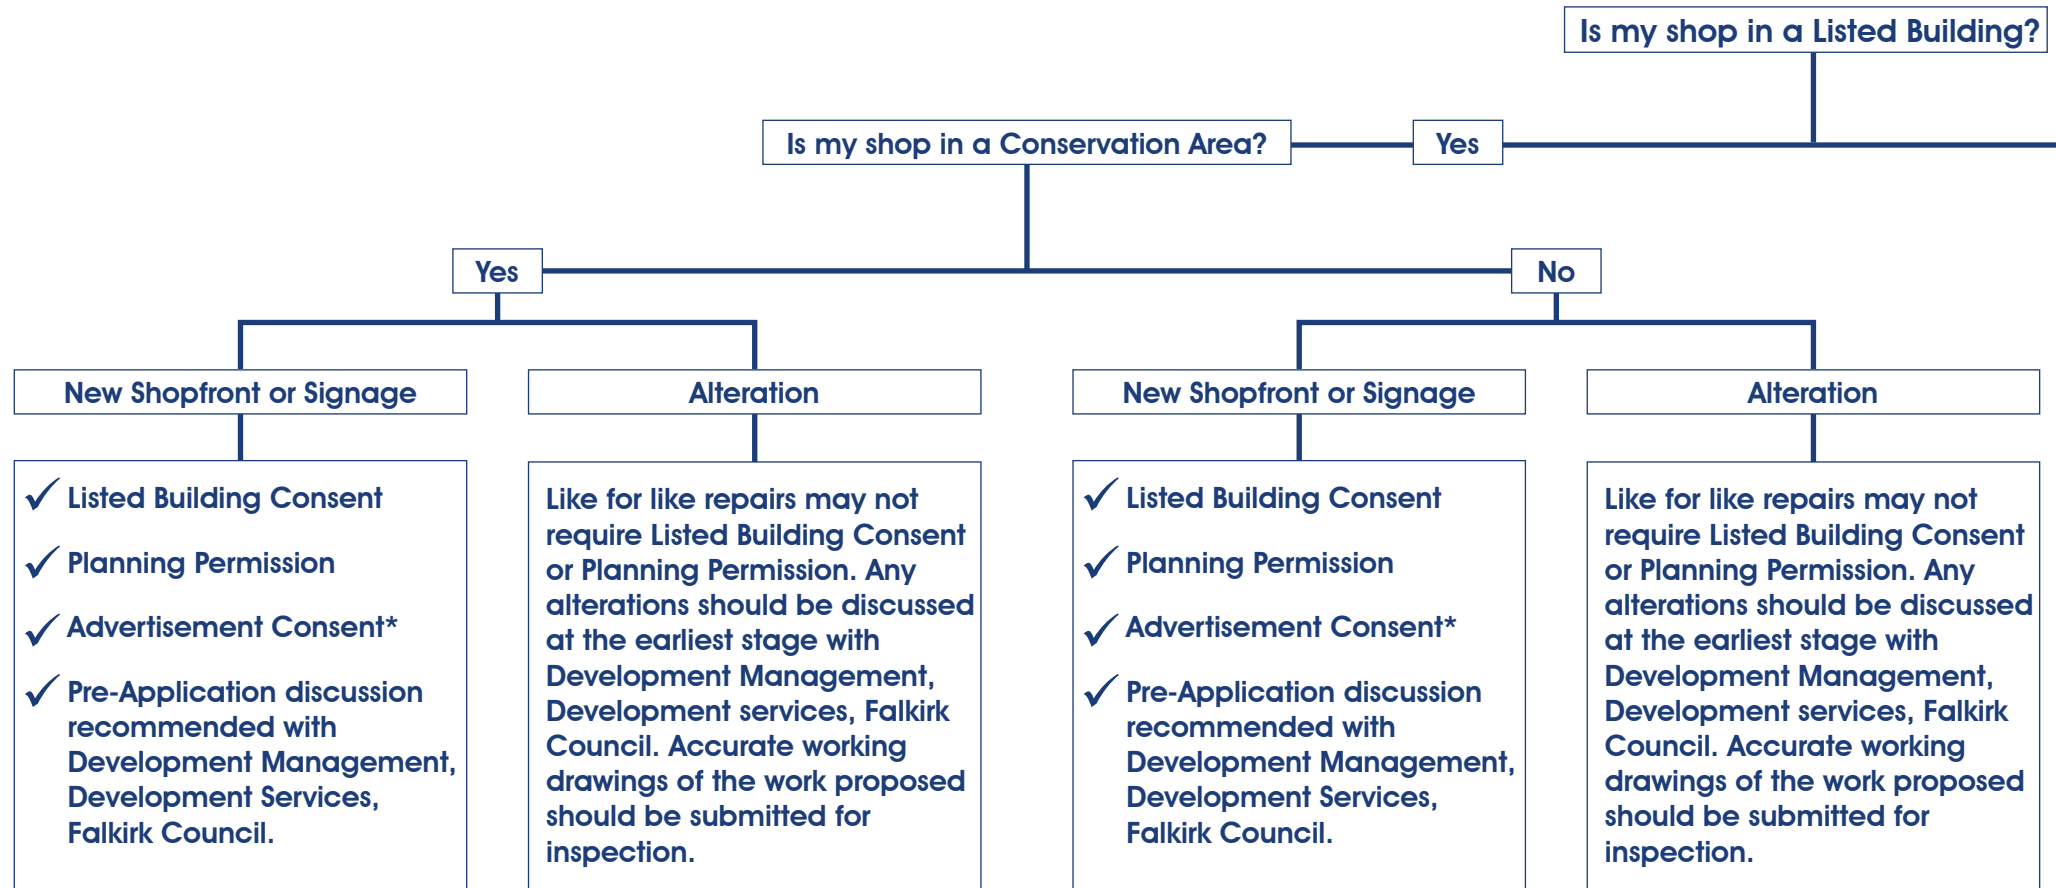 Is my shop in a Listed Building?
Is my shop in a Conservation Area?
Yes
Yes
No
New Shopfront or Signage
Alteration
New Shopfront or Signage
Alteration
✓ Listed Building Consent
✓ Planning Permission
✓ Advertisement Consent*
✓ Pre-Application discussion
recommended with
Development Management,
Development Services,
Falkirk Council.
Like for like repairs may not
require Listed Building Consent
or Planning Permission. Any
alterations should be discussed
at the earliest stage with
Development Management,
Development services, Falkirk
Council. Accurate working
drawings of the work proposed
should be submitted for
inspection.
✓ Listed Building Consent
✓ Planning Permission
✓ Advertisement Consent*
✓ Pre-Application discussion
recommended with
Development Management,
Development Services,
Falkirk Council.
Like for like repairs may not
require Listed Building Consent
or Planning Permission. Any
alterations should be discussed
at the earliest stage with
Development Management,
Development services, Falkirk
Council. Accurate working
drawings of the work proposed
should be submitted for
inspection.